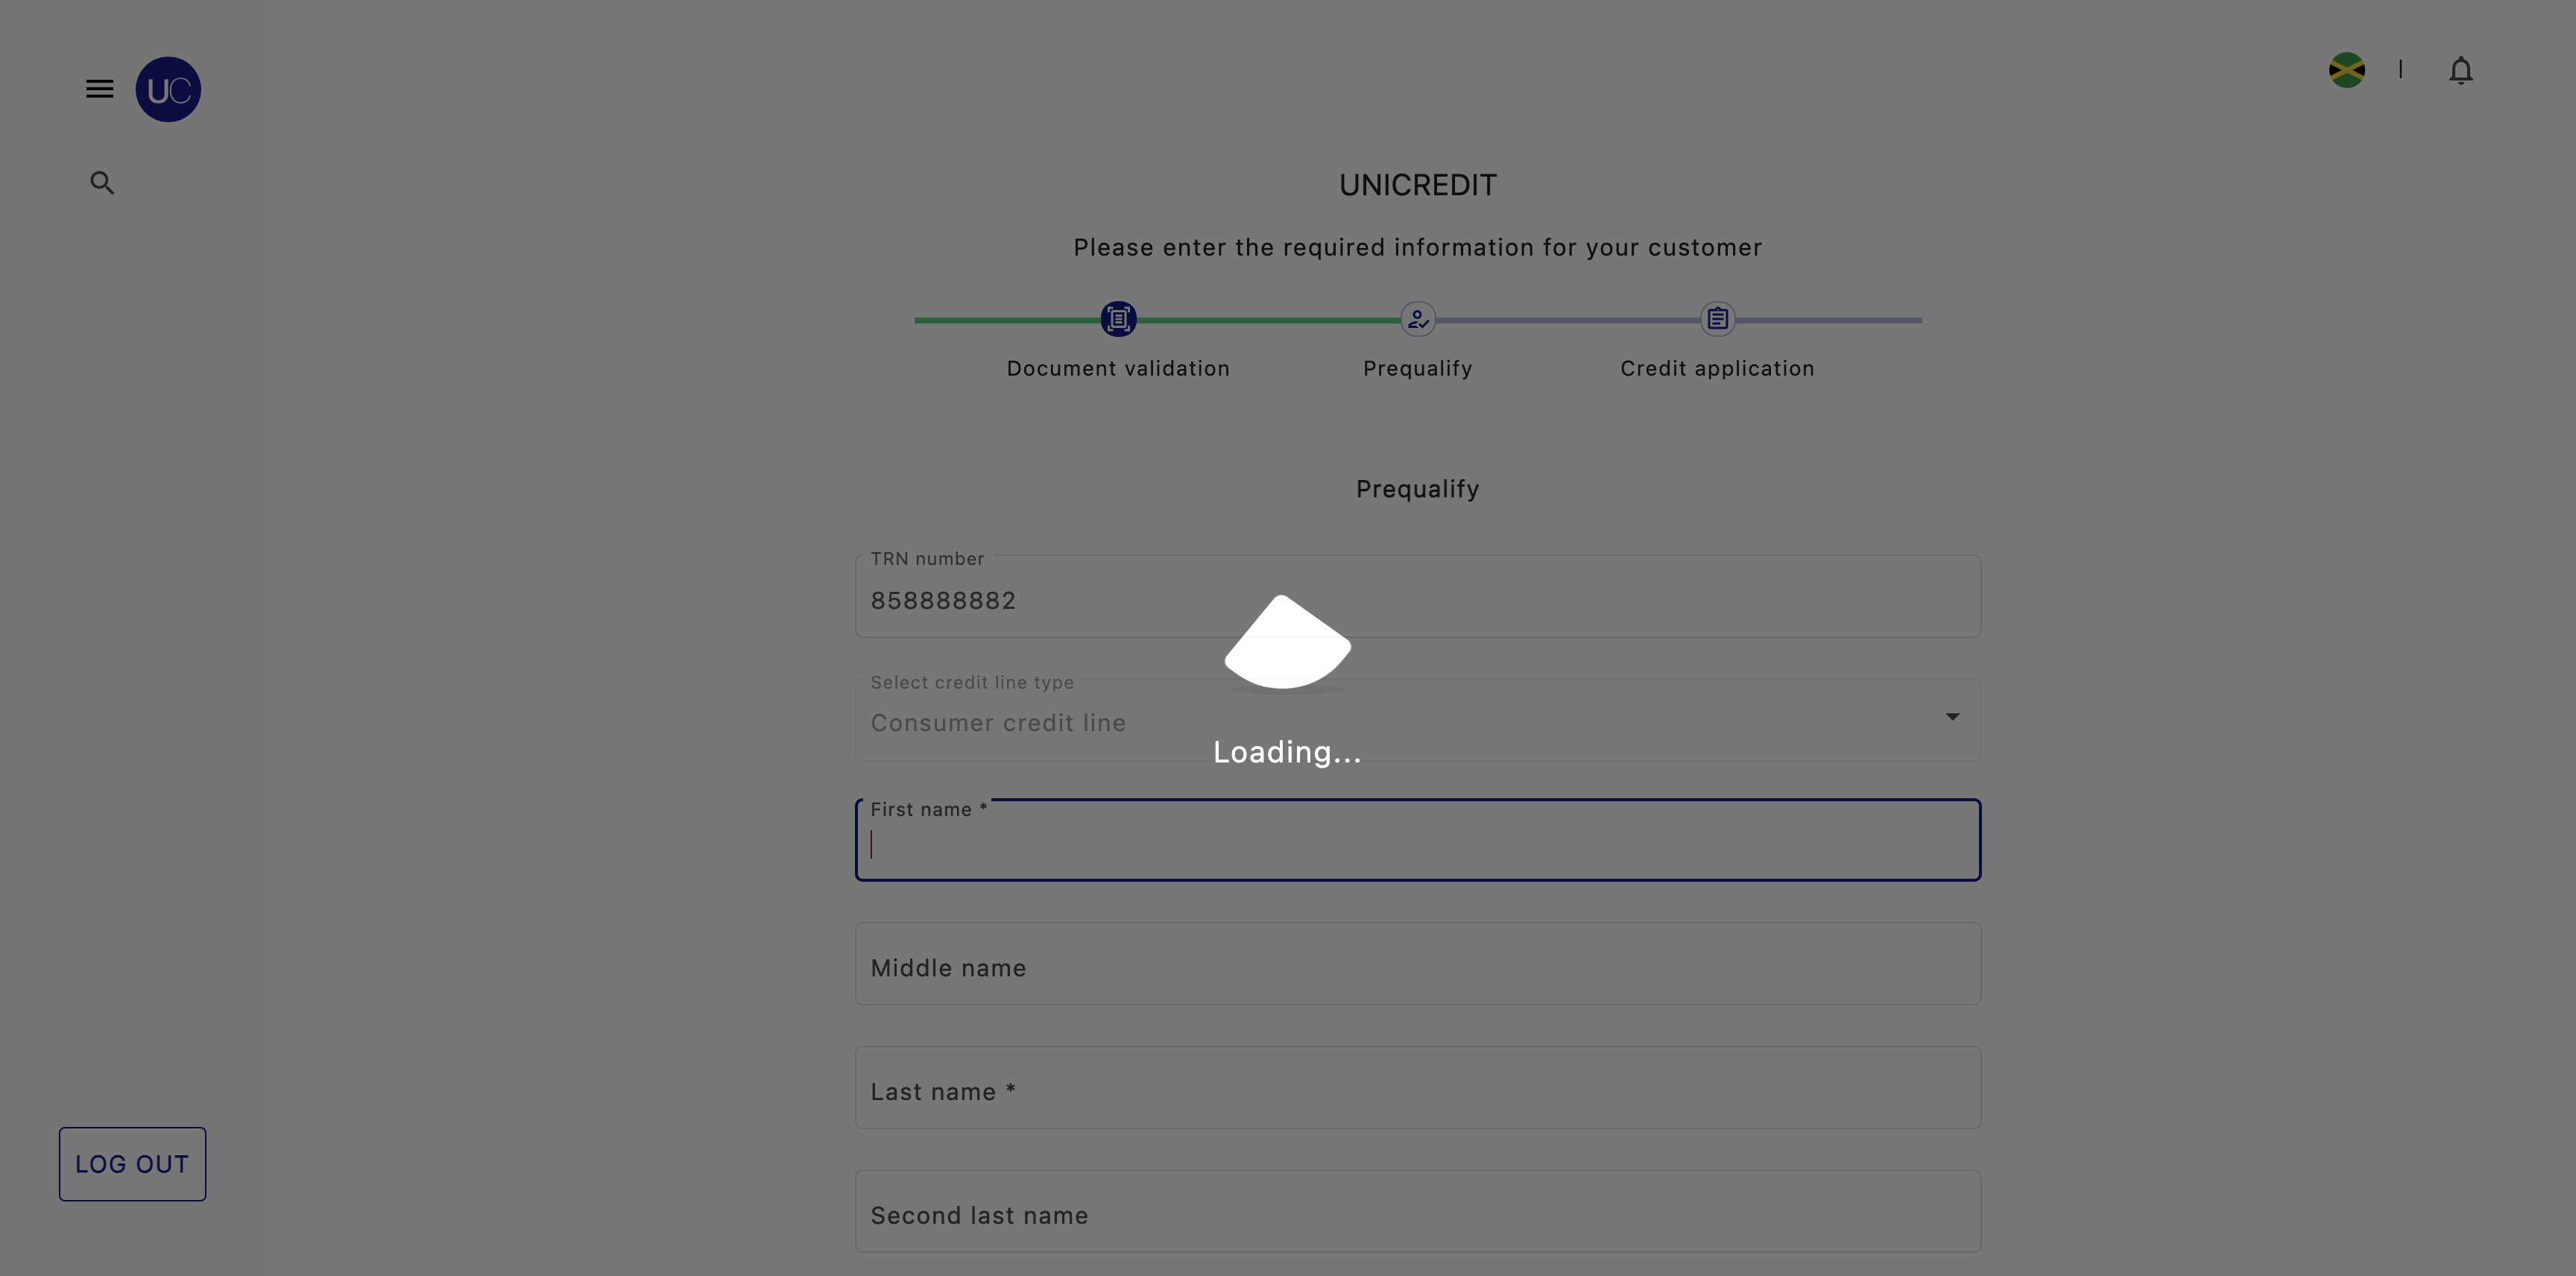 UC
UNICREDIT
Please enter the required information for your customer
Document validation
Prequalify
Credit application
Prequalify
TRN number
858888882
Select credit line type
Consumer credit line
Loading...
First name *
Middle name
Last name *
LOG OUT
Second last name